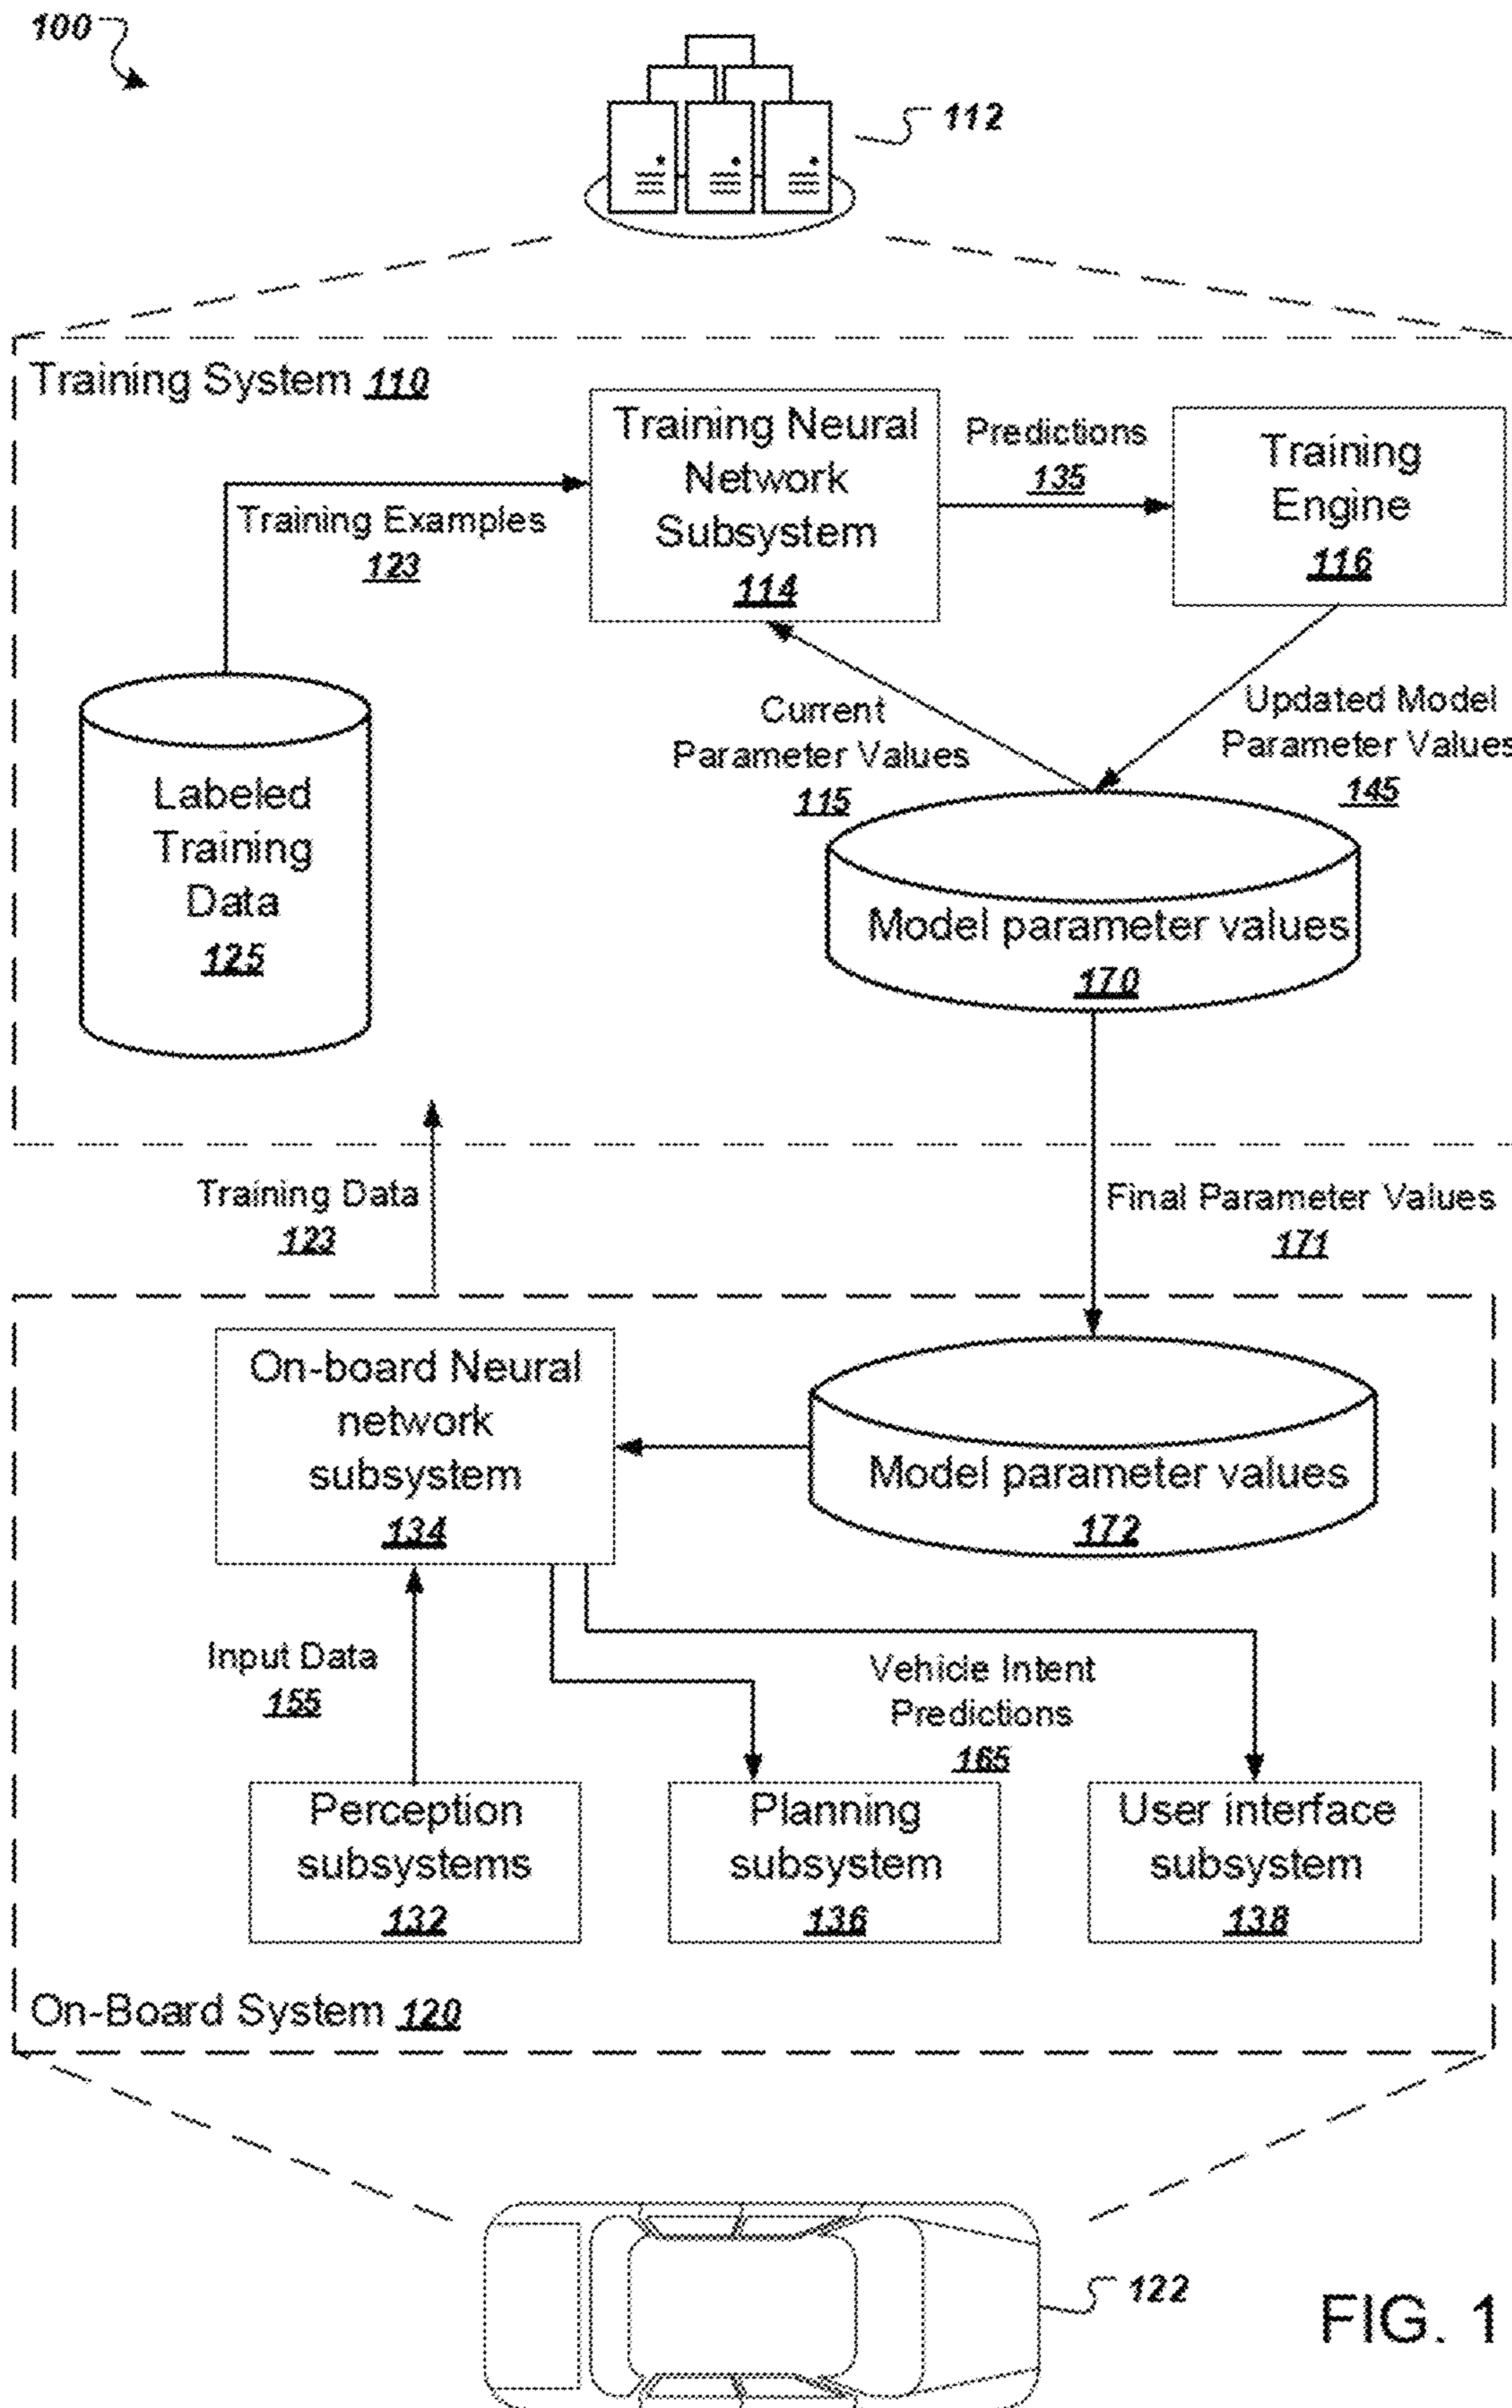 100
112
Training System 110
Training Neural
Network
Subsystem
114
Predictions
135
Training
Engine
116
Training Examples
123
Labeled
Training
Data
125
Current
Parameter Values
115
Updated Model
Parameter Values
145
Model parameter values
170
Training Data
123
Final Parameter Values
171
On-board Neural
network
subsystem
134
Model parameter values
172
Input Data
155
Vehicle Intent
Predictions
165
Perception
subsystems
132
Planning
subsystem
136
User interface
subsystem
138
On-Board System 120
122
FIG. 1